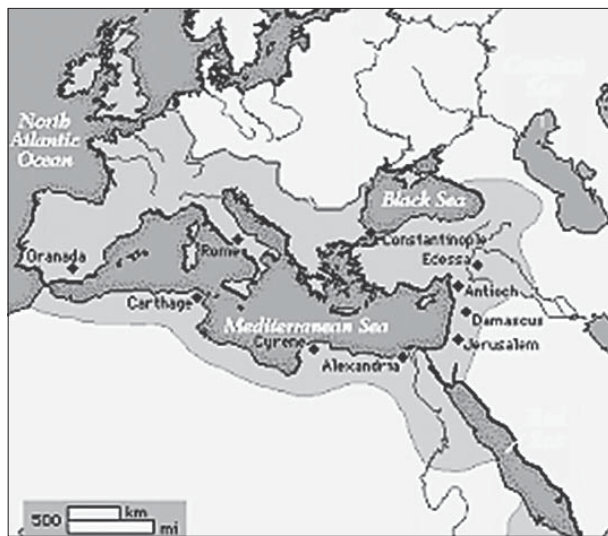 North
Atlantic
Ocean
Black Sea
Constantinople
Edessa
Rome
Granada
Antioch
Carthage
Mediterranean Sea
Damascus
Cyrene
Jerusalem
Alexandria
500
km
mi